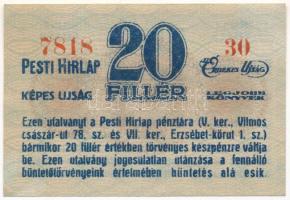 7818 20 30
PESTI HIRLAP Érdekes Ujság
KÉPES UJSÁG FILLÉR LEGJOBB
KÖNYVEK
Ezen utalványt a Pesti Hirlap pénztára (V. ker., Vilmos
császár-ut 78. sz. és VII. ker., Erzsébet-körut 1. sz.)
bármikor 20 fillér értékben törvényes készpénzre váltja
be. Ezen utalvány jogosulatlan utánzása a fennálló
büntetőtörvényeink értelmében büntetés alá esik.